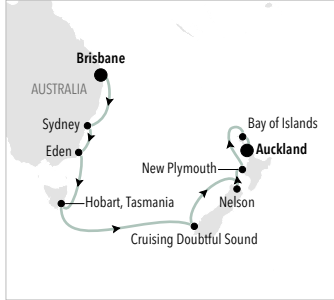 Brisbane
AUSTRALIA
Sydney
Bay of Islands
Eden
Auckland
New Plymouth
Hobart, Tasmania
Nelson
Cruising Doubtful Sound